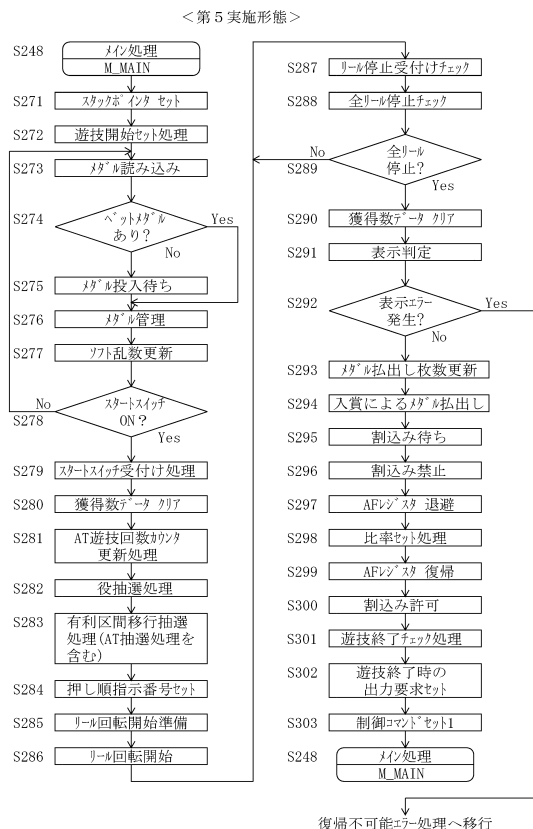 ＜第５実施形態＞
S248
ﾒｲﾝ処理
M_MAIN
S271
ｽﾀｯｸﾎﾟｲﾝﾀ ｾｯﾄ
S272
遊技開始セット処理
S273
ﾒﾀﾞﾙ読み込み
S274
ﾍﾞｯﾄﾒﾀﾞﾙ
あり?
Yes
No
S275
ﾒﾀﾞﾙ投入待ち
S276
ﾒﾀﾞﾙ管理
S277
ｿﾌﾄ乱数更新
No
S278
ｽﾀｰﾄｽｲｯﾁ
ON?
Yes
S279
ｽﾀｰﾄｽｲｯﾁ受付け処理
S280
獲得数ﾃﾞｰﾀ ｸﾘｱ
S281
AT遊技回数ｶｳﾝﾀ
更新処理
S282
役抽選処理
S283
有利区間移行抽選
処理(AT抽選処理を
含む)
S284
押し順指示番号ｾｯﾄ
S285
ﾘｰﾙ回転開始準備
S286
ﾘｰﾙ回転開始
S287
ﾘｰﾙ停止受付けﾁｪｯｸ
S288
全ﾘｰﾙ停止ﾁｪｯｸ
No
S289
全ﾘｰﾙ
停止?
Yes
S290
獲得数ﾃﾞｰﾀ ｸﾘｱ
S291
表示判定
S292
表示ｴﾗｰ
発生?
Yes
No
S293
ﾒﾀﾞﾙ払出し枚数更新
S294
入賞によるﾒﾀﾞﾙ払出し
S295
割込み待ち
S296
割込み禁止
S297
AFﾚｼﾞｽﾀ 退避
S298
比率セット処理
S299
AFﾚｼﾞｽﾀ 復帰
S300
割込み許可
S301
遊技終了チェック処理
S302
遊技終了時の
出力要求セット
S303
制御ｺﾏﾝﾄﾞｾｯﾄ1
S248
ﾒｲﾝ処理
M_MAIN
復帰不可能ｴﾗｰ処理へ移行